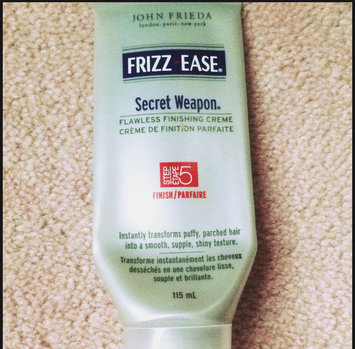 JOHN FRIEDA
london • paris • new york
FRIZZ • EASE®
Secret Weapon®
FLAWLESS FINISHING CREME
CRÈME DE FINITION PARFAITE
STEP
ÉTAPE
5
FINISH/PARFAIRE
Instantly transforms puffy, parched hair
into a smooth, supple, shiny texture.
Transforme instantanément les cheveux
desséchés en une chevelure lisse,
souple et brillante.
115 mL